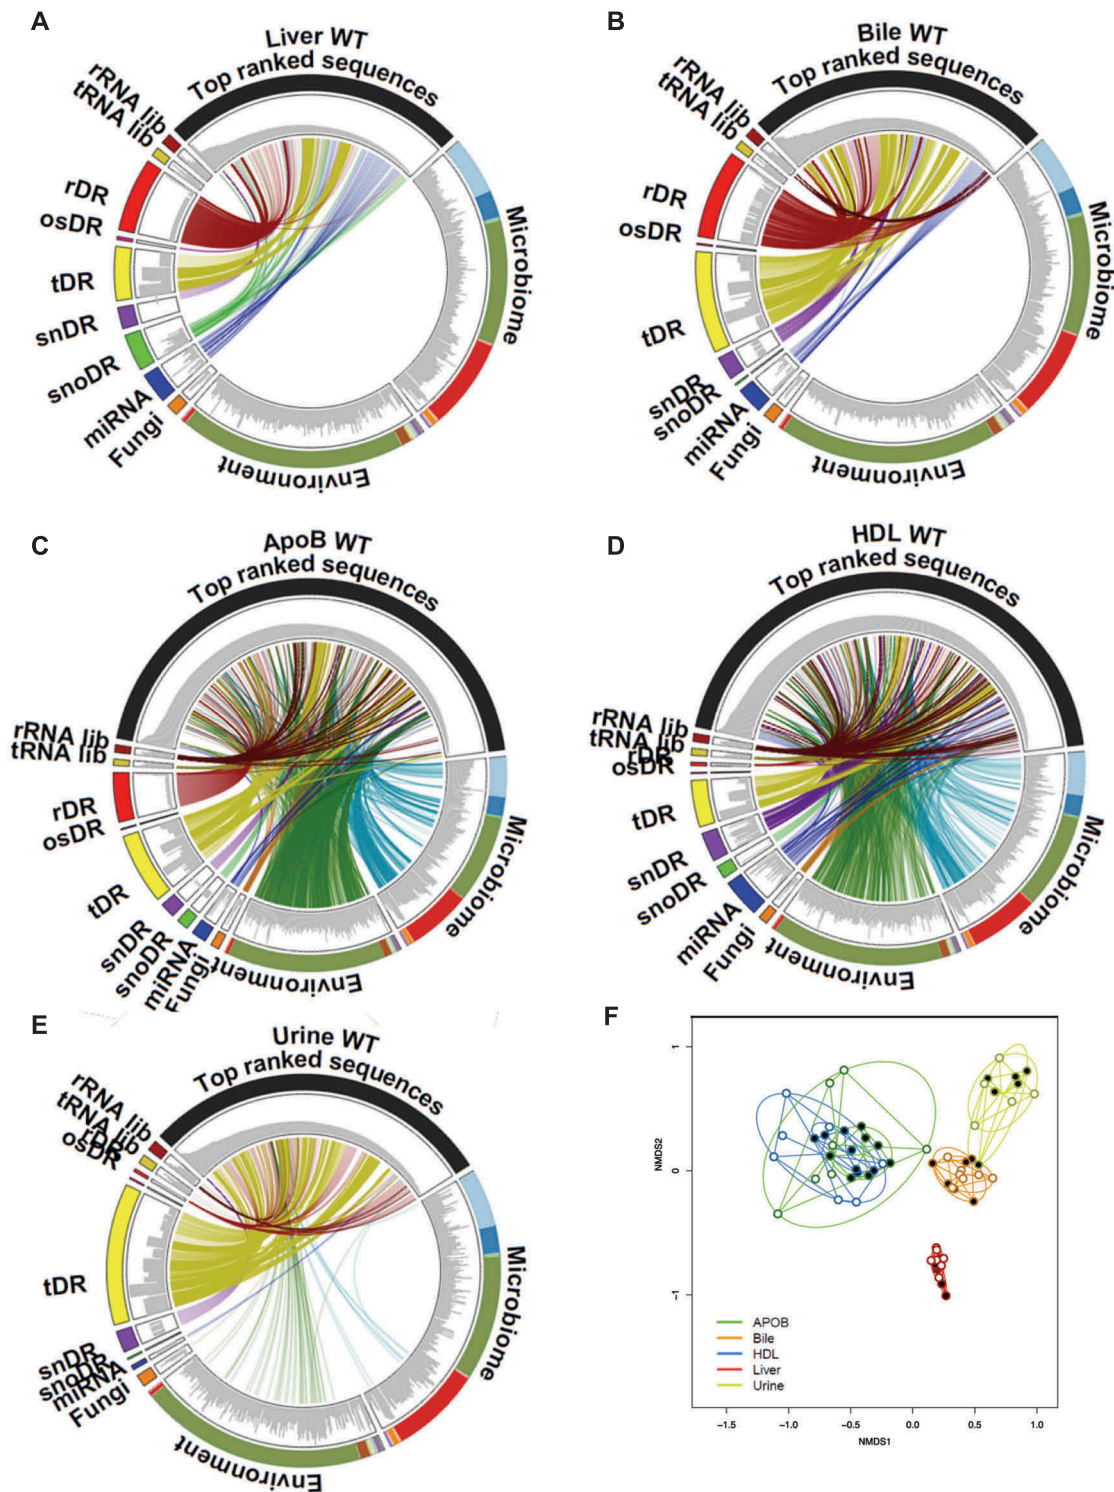 A
Liver WT
Top ranked sequences
rRNA lib
tRNA lib
rDR
osDR
tDR
snDR
snoDR
miRNA
Fungi
Environment
Microbiome
B
Bile WT
Top ranked sequences
rRNA lib
tRNA lib
rDR
osDR
tDR
snDR
snoDR
miRNA
Fungi
Environment
Microbiome
C
ApoB WT
Top ranked sequences
rRNA lib
tRNA lib
rDR
osDR
tDR
snDR
snoDR
miRNA
Fungi
Environment
Microbiome
D
HDL WT
Top ranked sequences
rRNA lib
tRNA lib
rDR
osDR
tDR
snDR
snoDR
miRNA
Fungi
Environment
Microbiome
E
Urine WT
Top ranked sequences
rRNA lib
tRNA lib
rDR
osDR
tDR
snDR
snoDR
miRNA
Fungi
Environment
Microbiome
F
NMDS2
1
0
−1
APOB
Bile
HDL
Liver
Urine
−1.5 −1.0 −0.5 0.0 0.5 1.0
NMDS1